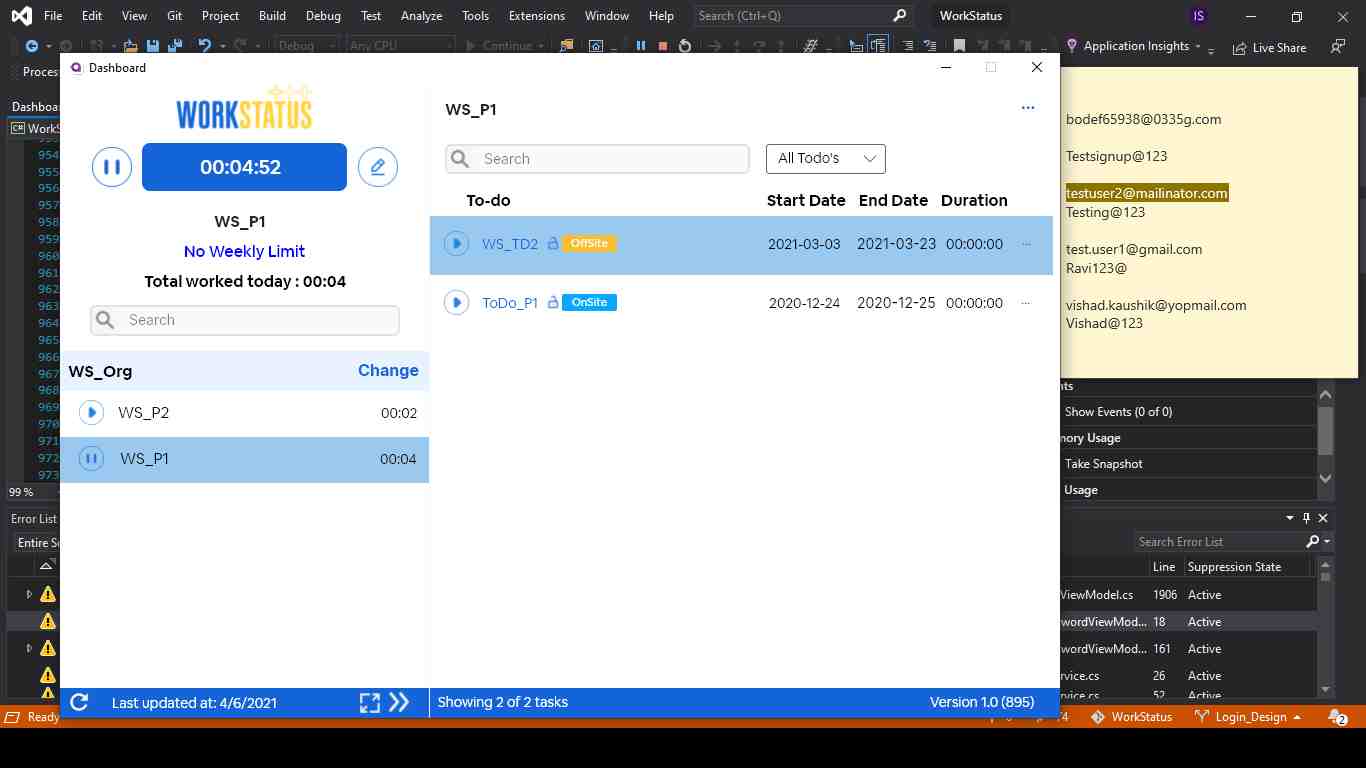 File Edit View Git Project Build Debug Test Analyze Tools Extensions Window Help Search (Ctrl+Q) WorkStatus IS
Debug Any CPU Continue Application Insights Live Share
Proces
Dashboard
Dashboa
WorkS
WORKSTATUS
00:04:52
WS_P1
No Weekly Limit
Total worked today : 00:04
Search
WS_Org Change
WS_P2 00:02
WS_P1 00:04
Last updated at: 4/6/2021
WS_P1 ...
Search All Todo's
To-do Start Date End Date Duration
WS_TD2 OffSite 2021-03-03 2021-03-23 00:00:00 ...
ToDo_P1 OnSite 2020-12-24 2020-12-25 00:00:00 ...
Showing 2 of 2 tasks Version 1.0 (895)
bodef65938@0335g.com
Testsignup@123
testuser2@mailinator.com
Testing@123
test.user1@gmail.com
Ravi123@
vishad.kaushik@yopmail.com
Vishad@123
954
955
956
957
958
959
960
961
962
963
964
965
966
967
968
969
970
971
972
973
99 %
nts
Show Events (0 of 0)
mory Usage
Take Snapshot
Usage
Error List
Entire So
Search Error List
Line Suppression State
ViewModel.cs 1906 Active
wordViewMod... 18 Active
wordViewMod... 161 Active
rvice.cs 26 Active
rvice.cs 52 Active
Ready
4 WorkStatus Login_Design 2